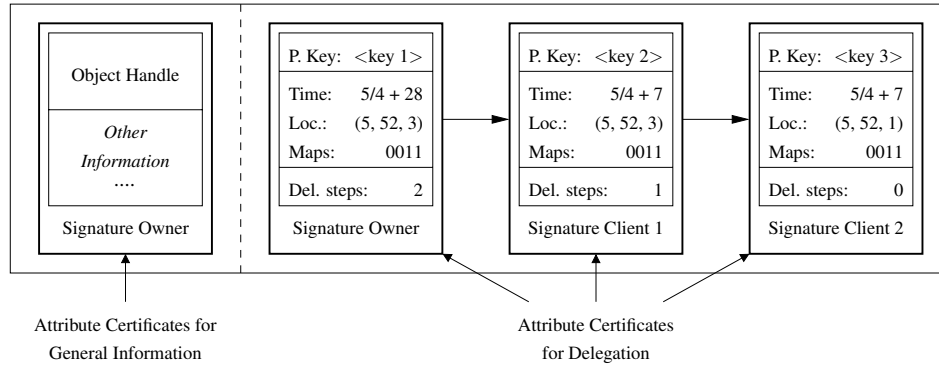 Object Handle
Other
Information
....
Signature Owner
P. Key: <key 1>
Time: 5/4 + 28
Loc.: (5, 52, 3)
Maps: 0011
Del. steps: 2
Signature Owner
P. Key: <key 2>
Time: 5/4 + 7
Loc.: (5, 52, 3)
Maps: 0011
Del. steps: 1
Signature Client 1
P. Key: <key 3>
Time: 5/4 + 7
Loc.: (5, 52, 1)
Maps: 0011
Del. steps: 0
Signature Client 2
Attribute Certificates for
General Information
Attribute Certificates
for Delegation